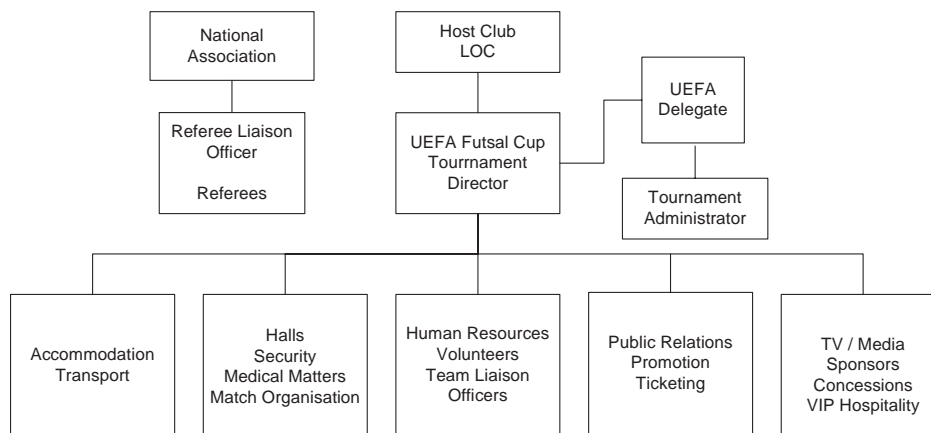 National
Association
Host Club
LOC
UEFA
Delegate
Referee Liaison
Officer
Referees
UEFA Futsal Cup
Tourrnament
Director
Tournament
Administrator
Accommodation
Transport
Halls
Security
Medical Matters
Match Organisation
Human Resources
Volunteers
Team Liaison
Officers
Public Relations
Promotion
Ticketing
TV / Media
Sponsors
Concessions
VIP Hospitality